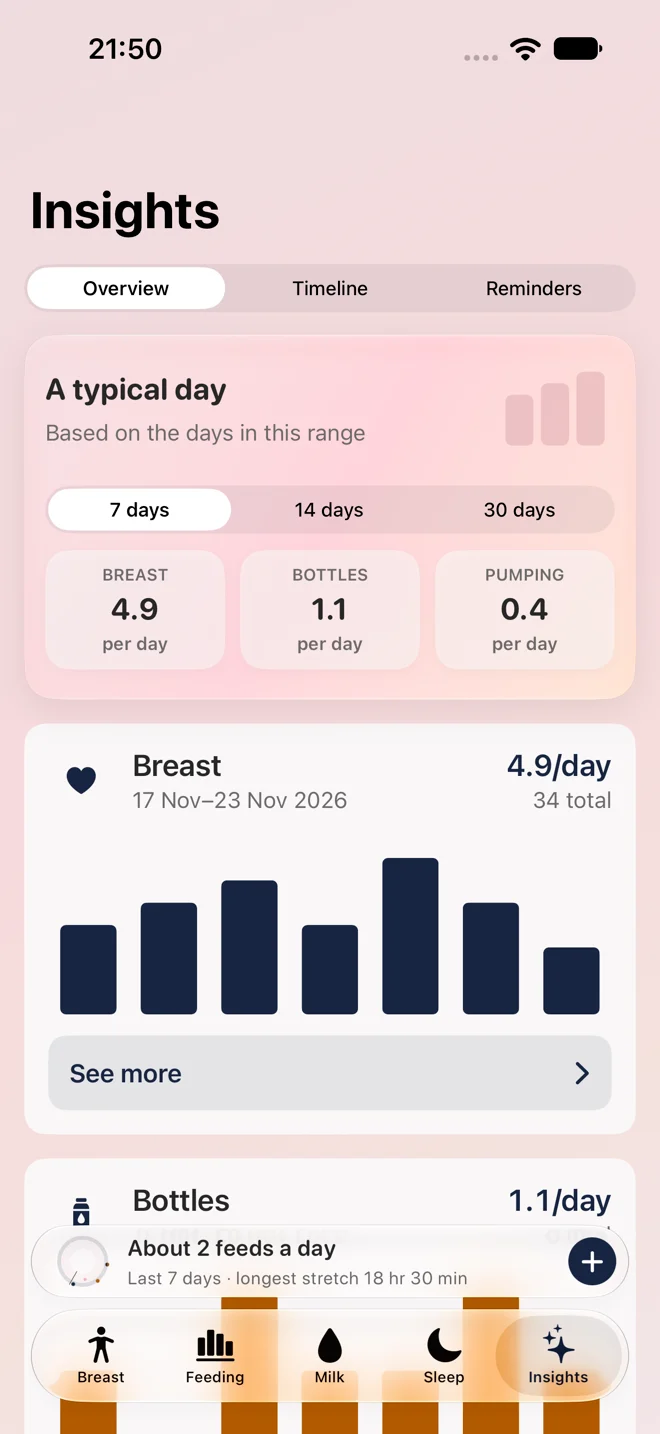 21:50
Insights
Overview
Timeline
Reminders
A typical day
Based on the days in this range
7 days
14 days
30 days
BREAST
4.9
per day
BOTTLES
1.1
per day
PUMPING
0.4
per day
Breast
4.9/day
17 Nov–23 Nov 2026
34 total
See more
Bottles
1.1/day
About 2 feeds a day
Last 7 days · longest stretch 18 hr 30 min
Breast
Feeding
Milk
Sleep
Insights